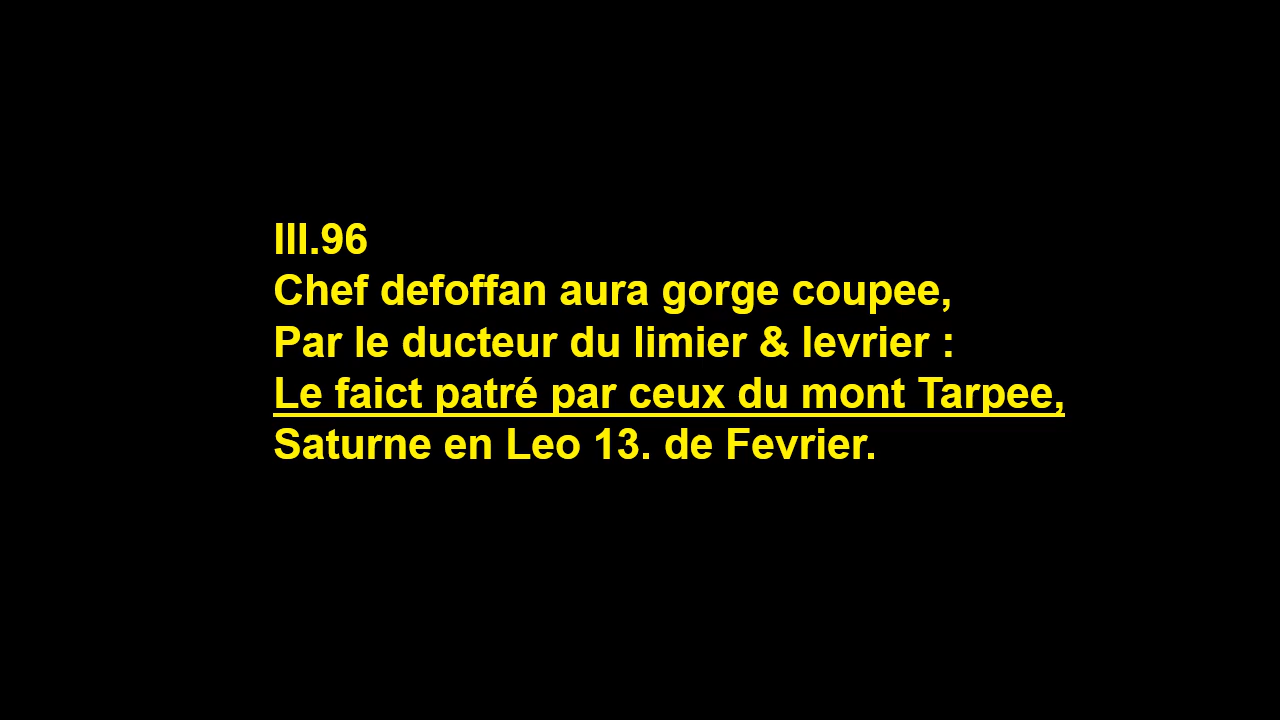 III.96
Chef defoffan aura gorge coupee,
Par le ducteur du limier & levrier :
Le faict patré par ceux du mont Tarpee,
Saturne en Leo 13. de Fevrier.